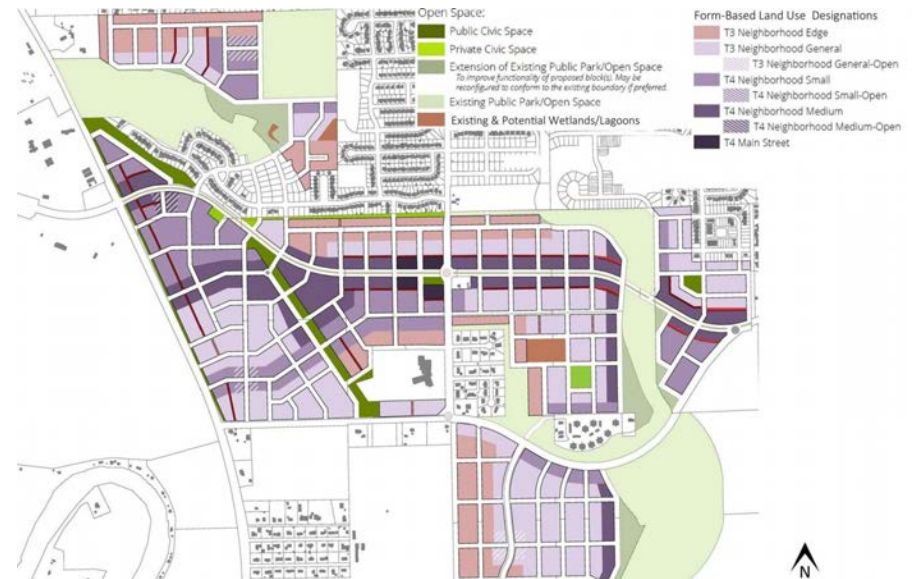 Open Space:
Public Civic Space
Private Civic Space
Extension of Existing Public Park/Open Space
To improve functionality of proposed block(s). May be
reconfigured to conform to the existing boundary if preferred.
Existing Public Park/Open Space
Existing & Potential Wetlands/Lagoons
Form-Based Land Use Designations
T3 Neighborhood Edge
T3 Neighborhood General
T3 Neighborhood General-Open
T4 Neighborhood Small
T4 Neighborhood Small-Open
T4 Neighborhood Medium
T4 Neighborhood Medium-Open
T4 Main Street
N